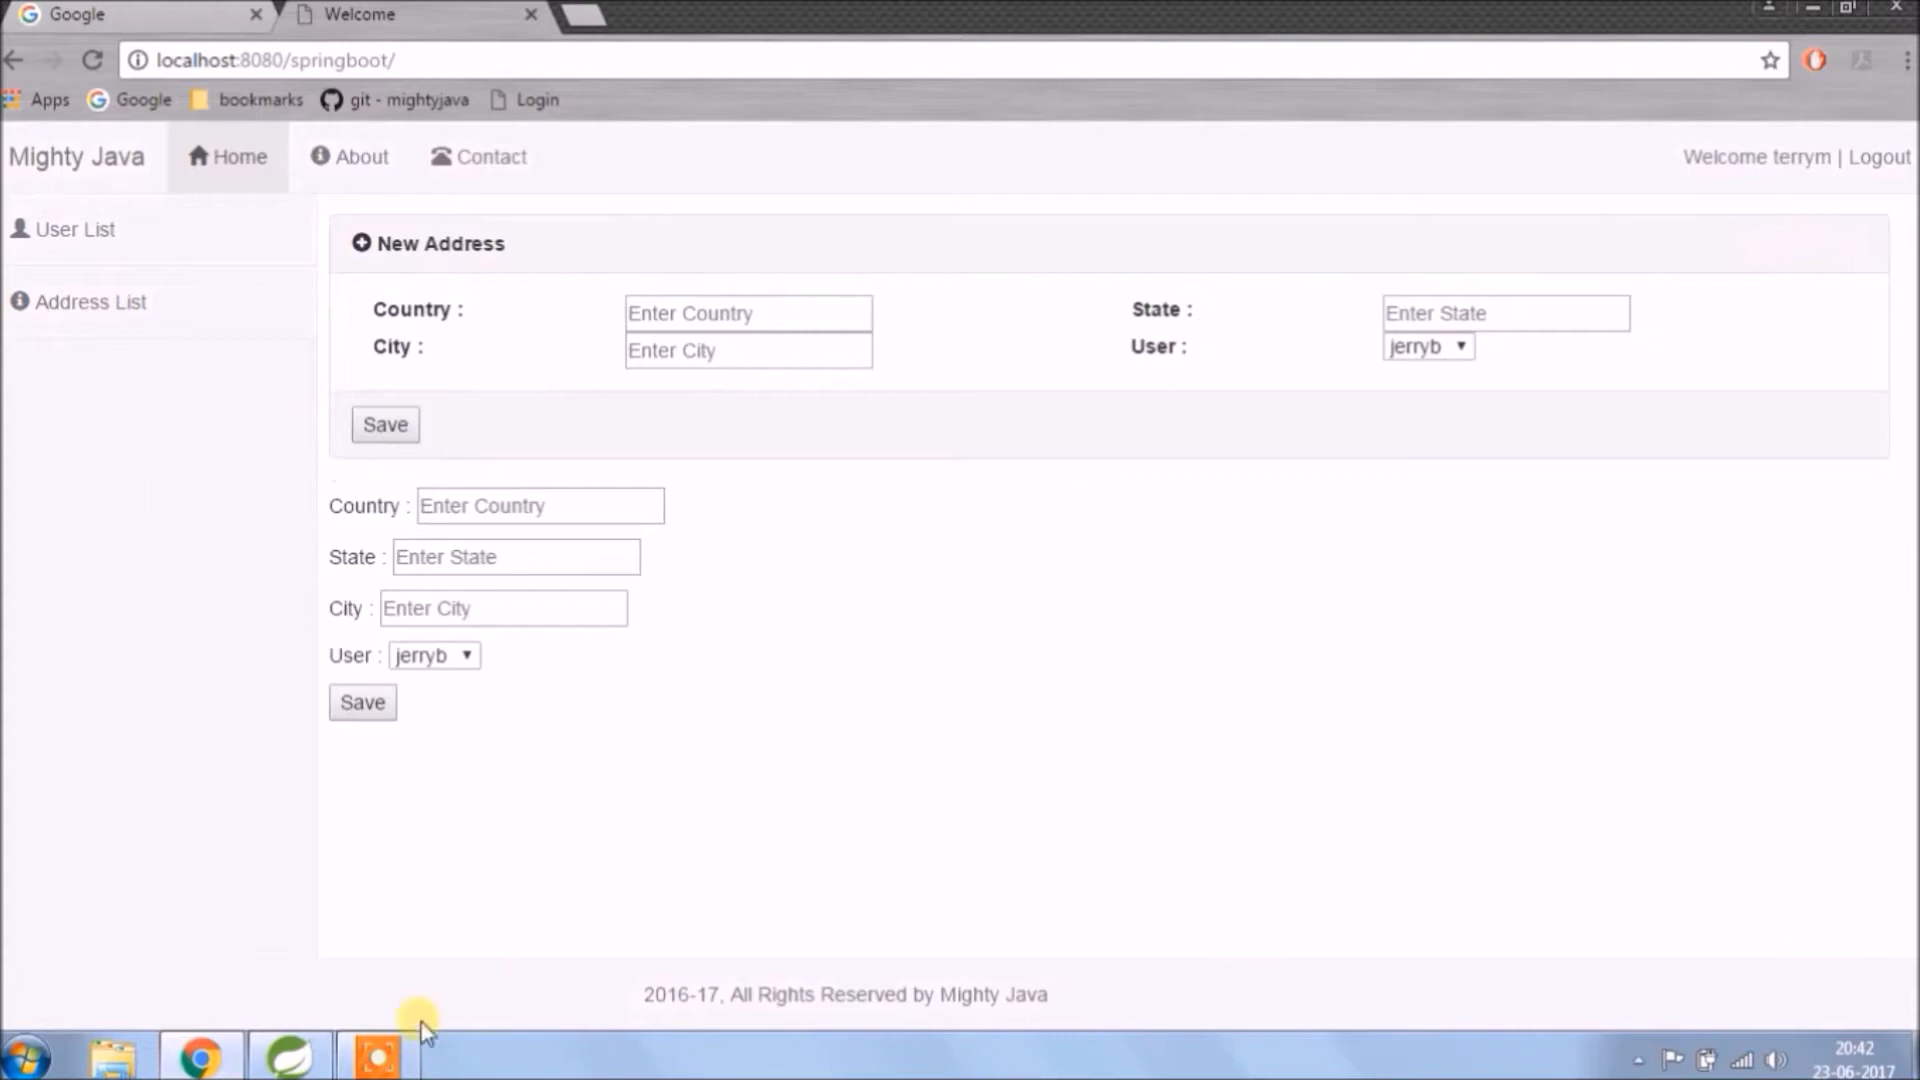 Google
Welcome
localhost:8080/springboot/
Apps Google bookmarks git - mightyjava Login
Mighty Java Home About Contact Welcome terrym | Logout
User List
Address List
New Address
Country : Enter Country State : Enter State
City : Enter City User : jerryb
Save
Country : Enter Country
State : Enter State
City : Enter City
User : jerryb
Save
2016-17, All Rights Reserved by Mighty Java
20:42
23-06-2017